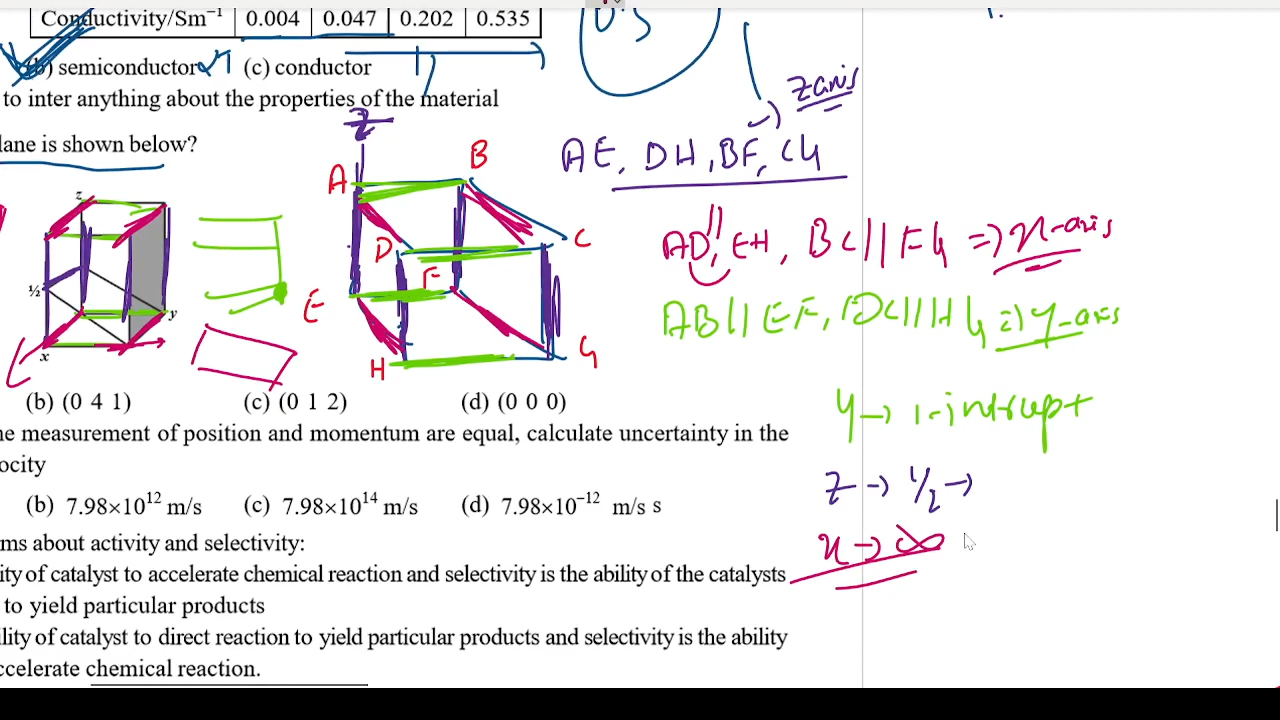 Conductivity/Sm⁻¹ 0.004 0.047 0.202 0.535
semiconductor (c) conductor
to inter anything about the properties of the material
lane is shown below?
z
½
y
x
Z
A B
D C
F
E
H G
z axis
AE, DH, BF, CG
AD, || EH, BC || FG => x-axis
AB || EF, DC || HG => y-axis
y → 1-intrupt
z → 1/2 →
x → ∞
(b) (0 4 1) (c) (0 1 2) (d) (0 0 0)
he measurement of position and momentum are equal, calculate uncertainty in the
ocity
(b) 7.98×10¹² m/s (c) 7.98×10¹⁴ m/s (d) 7.98×10⁻¹² m/s s
ms about activity and selectivity:
ity of catalyst to accelerate chemical reaction and selectivity is the ability of the catalysts
to yield particular products
lity of catalyst to direct reaction to yield particular products and selectivity is the ability
ccelerate chemical reaction.